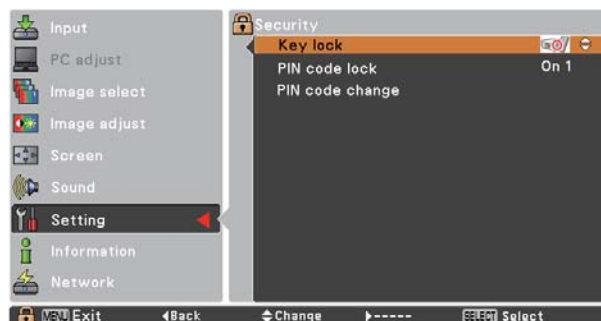 Input
PC adjust
Image select
Image adjust
Screen
Sound
Setting
Information
Network
Security
Key lock
PIN code lock On 1
PIN code change
MENU Exit Back Change ----- SELECT Select